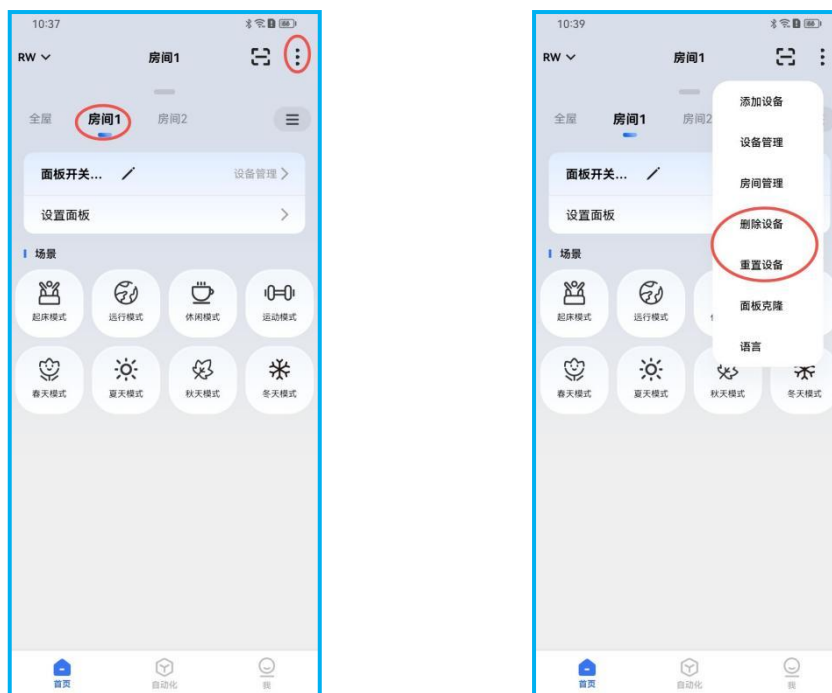 10:37
RW
房间1
全屋 房间1 房间2
面板开关... 设备管理
设置面板
场景
起床模式 远行模式 休闲模式 运动模式
春天模式 夏天模式 秋天模式 冬天模式
首页 自动化 我
10:39
RW
房间1
全屋 房间1 房间2
面板开关...
设置面板
场景
起床模式 远行模式
春天模式 夏天模式 秋天模式 冬天模式
添加设备
设备管理
房间管理
删除设备
重置设备
面板克隆
语言
首页 自动化 我